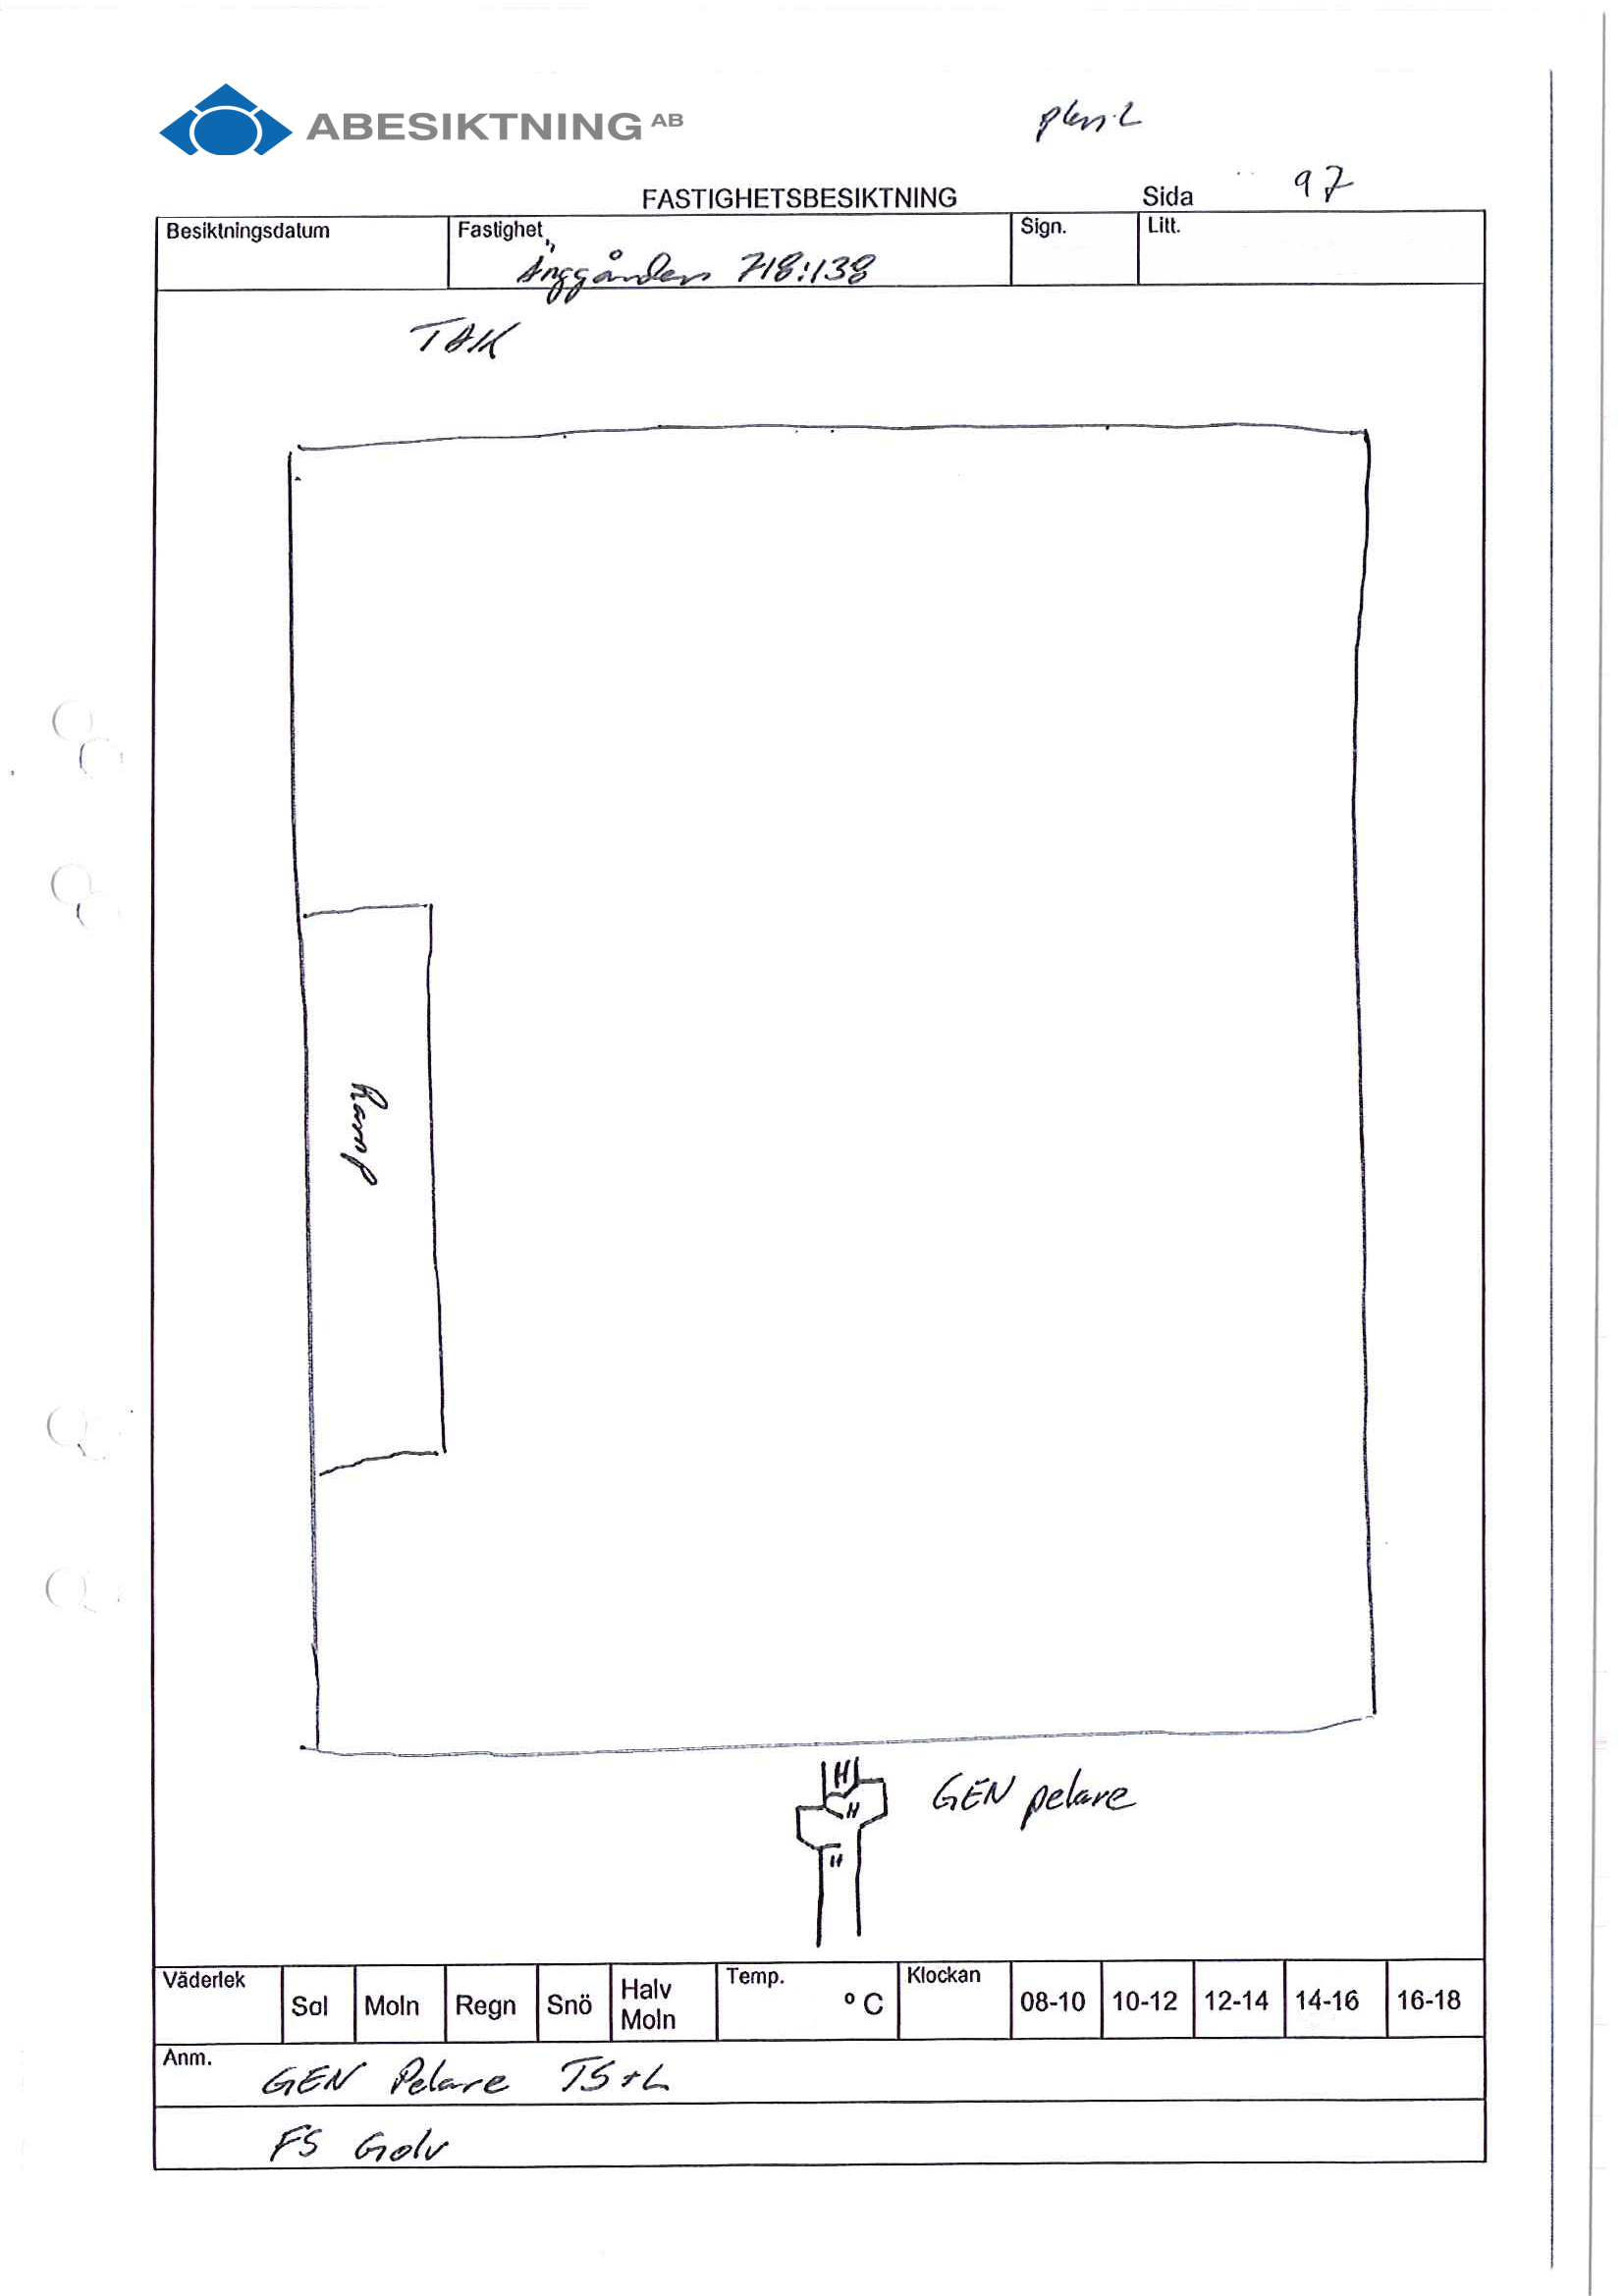 ABESIKTNING AB
plan 2
FASTIGHETSBESIKTNING Sida 97
Besiktningsdatum Fastighet Sign. Litt.
Änggården 718:138
TAK
Ramp
H
H
H
GEN pelare
Väderlek Sol Moln Regn Snö Halv Moln Temp. °C Klockan 08-10 10-12 12-14 14-16 16-18
Anm.
GEN Pelare TS+L
FS Golv